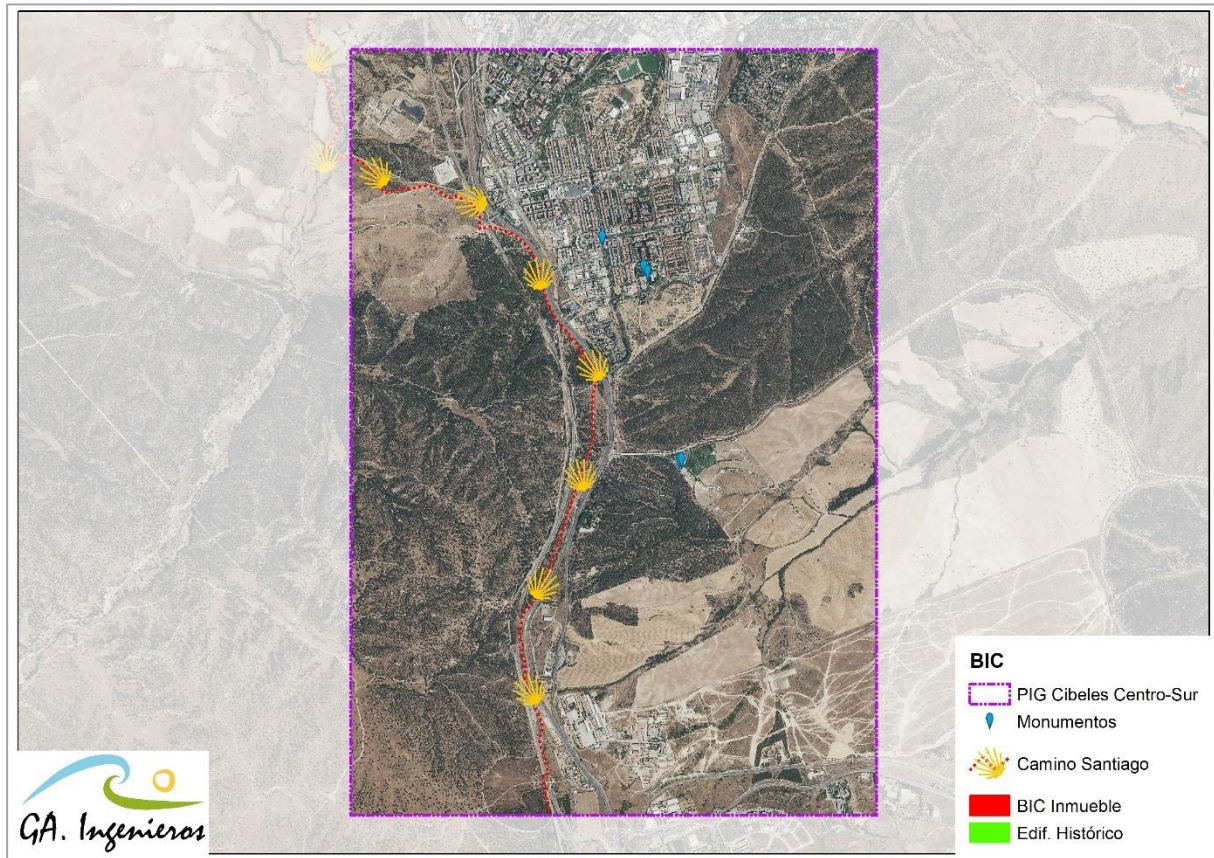 BIC
PIG Cibeles Centro-Sur
Monumentos
Camino Santiago
BIC Inmueble
Edif. Histórico
GA. Ingenieros